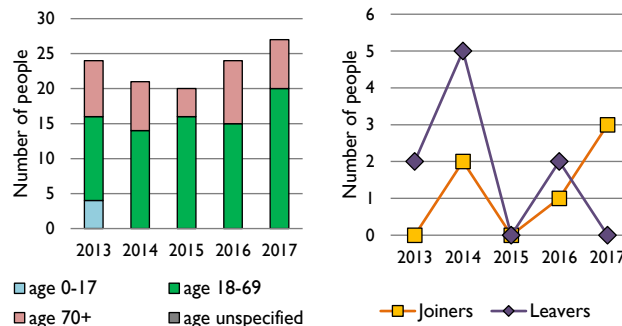 Number of people
30
25
20
15
10
5
0
2013 2014 2015 2016 2017
age 0-17 age 18-69
age 70+ age unspecified
Number of people
6
5
4
3
2
1
0
2013 2014 2015 2016 2017
Joiners Leavers